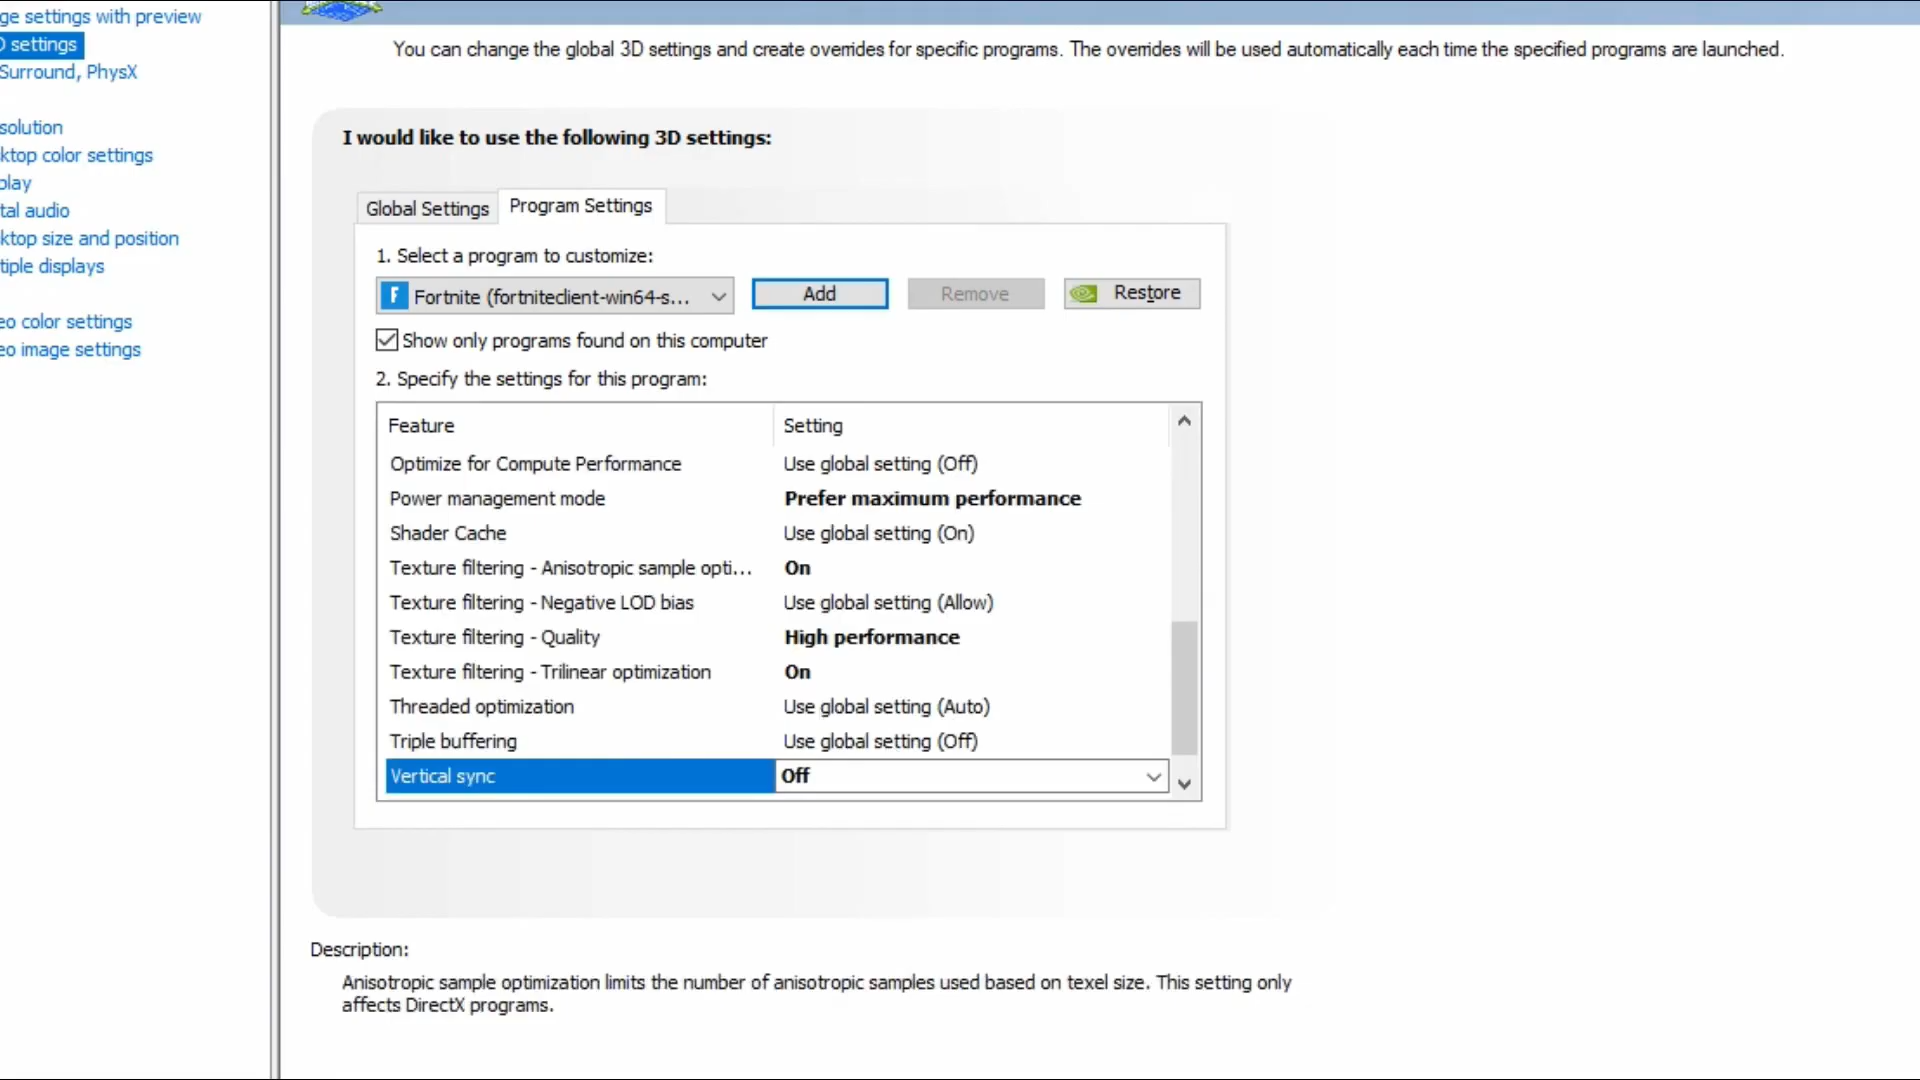 ge settings with preview
D settings
Surround, PhysX
solution
ktop color settings
play
tal audio
ktop size and position
tiple displays
eo color settings
eo image settings
You can change the global 3D settings and create overrides for specific programs. The overrides will be used automatically each time the specified programs are launched.
I would like to use the following 3D settings:
Global Settings
Program Settings
1. Select a program to customize:
F Fortnite (fortniteclient-win64-s...
Add
Remove
Restore
Show only programs found on this computer
2. Specify the settings for this program:
Feature Setting
Optimize for Compute Performance Use global setting (Off)
Power management mode Prefer maximum performance
Shader Cache Use global setting (On)
Texture filtering - Anisotropic sample opti... On
Texture filtering - Negative LOD bias Use global setting (Allow)
Texture filtering - Quality High performance
Texture filtering - Trilinear optimization On
Threaded optimization Use global setting (Auto)
Triple buffering Use global setting (Off)
Vertical sync Off
Description:
Anisotropic sample optimization limits the number of anisotropic samples used based on texel size. This setting only
affects DirectX programs.